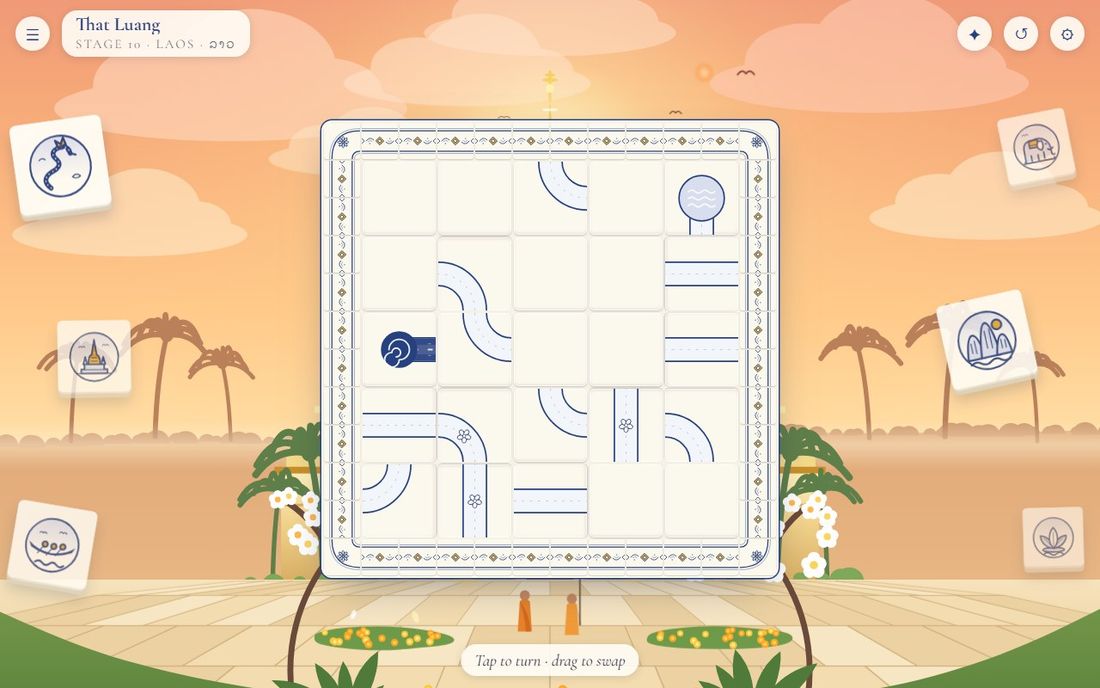 That Luang
STAGE 10 · LAOS · ລາວ
Tap to turn · drag to swap